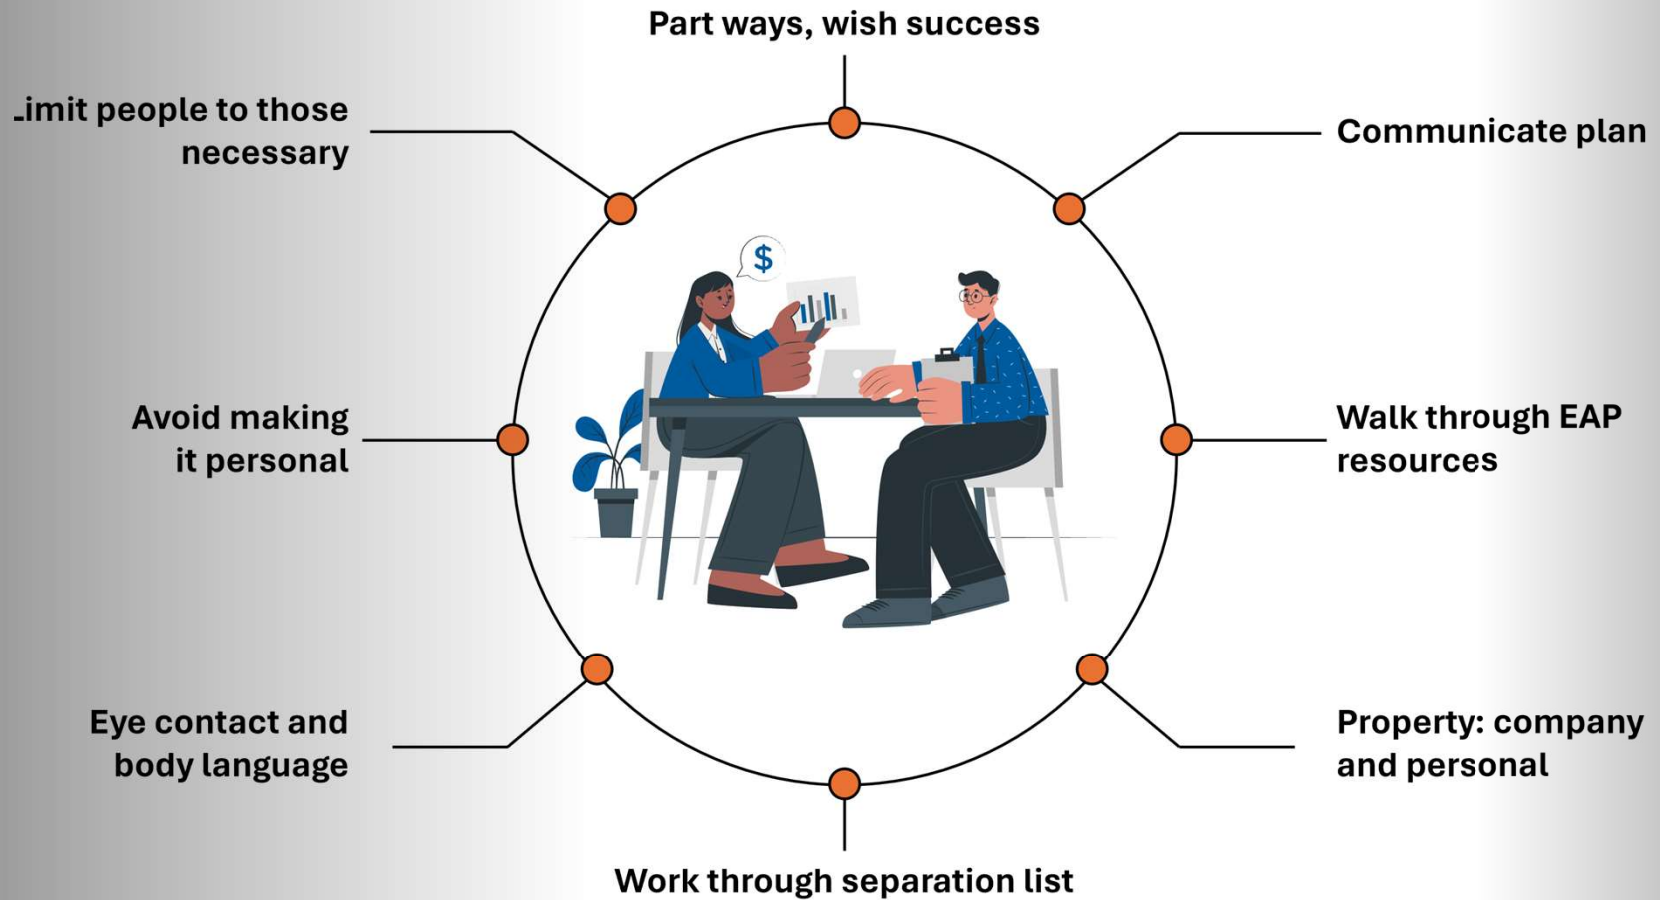 Part ways, wish success
Limit people to those
necessary
Communicate plan
Avoid making
it personal
Walk through EAP
resources
Eye contact and
body language
Property: company
and personal
Work through separation list
$